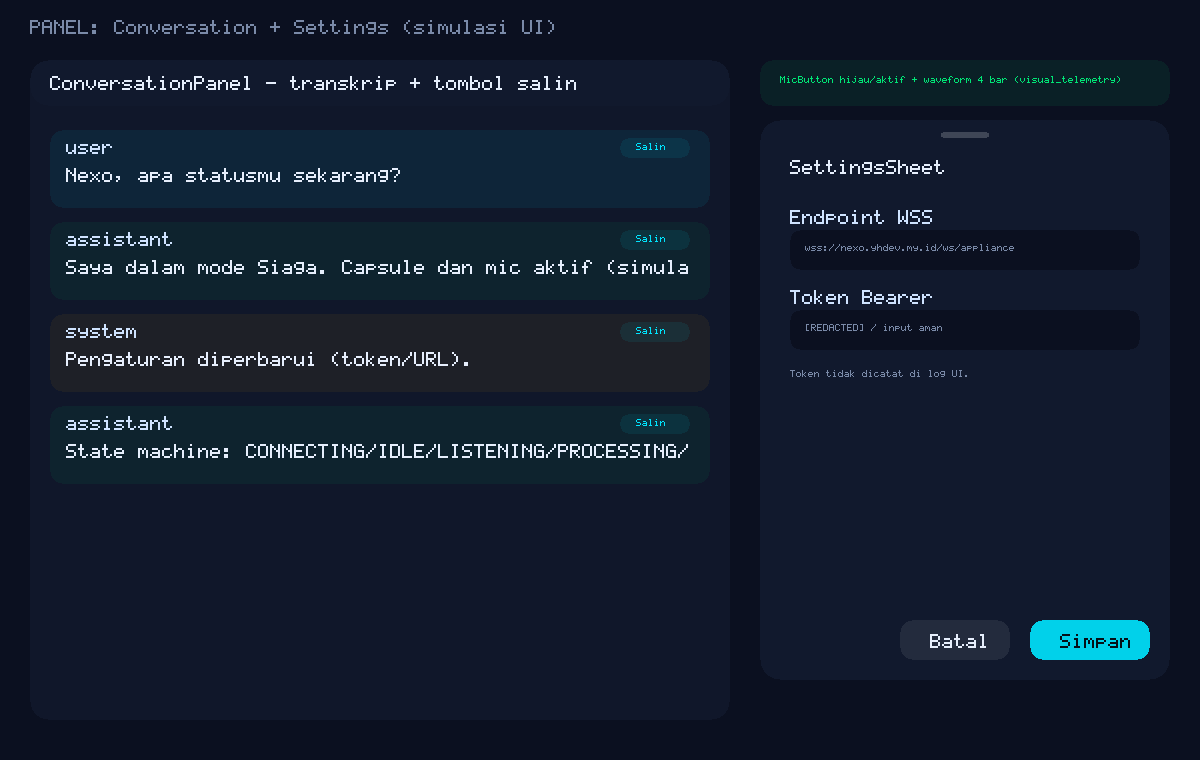 PANEL: Conversation + Settings (simulasi UI)
ConversationPanel — transkrip + tombol salin
user
Salin
Nexo, apa statusmu sekarang?
assistant
Salin
Saya dalam mode Siaga. Capsule dan mic aktif (simula
system
Salin
Pengaturan diperbarui (token/URL).
assistant
Salin
State machine: CONNECTING/IDLE/LISTENING/PROCESSING/
MicButton hijau/aktif + waveform 4 bar (visual_telemetry)
SettingsSheet
Endpoint WSS
wss://nexo.yhdev.my.id/ws/appliance
Token Bearer
[REDACTED] / input aman
Token tidak dicatat di log UI.
Batal
Simpan